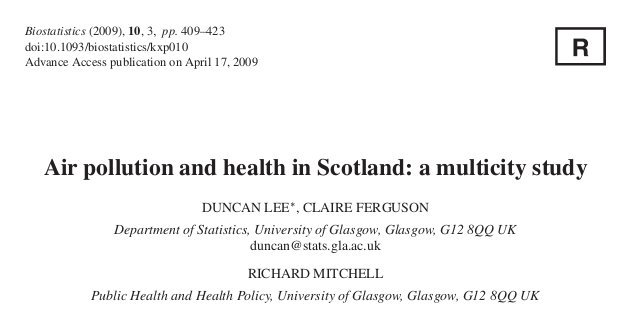 Biostatistics (2009), 10, 3, pp. 409–423
doi:10.1093/biostatistics/kxp010
Advance Access publication on April 17, 2009
R
Air pollution and health in Scotland: a multicity study
DUNCAN LEE*, CLAIRE FERGUSON
Department of Statistics, University of Glasgow, Glasgow, G12 8QQ UK
duncan@stats.gla.ac.uk
RICHARD MITCHELL
Public Health and Health Policy, University of Glasgow, Glasgow, G12 8QQ UK